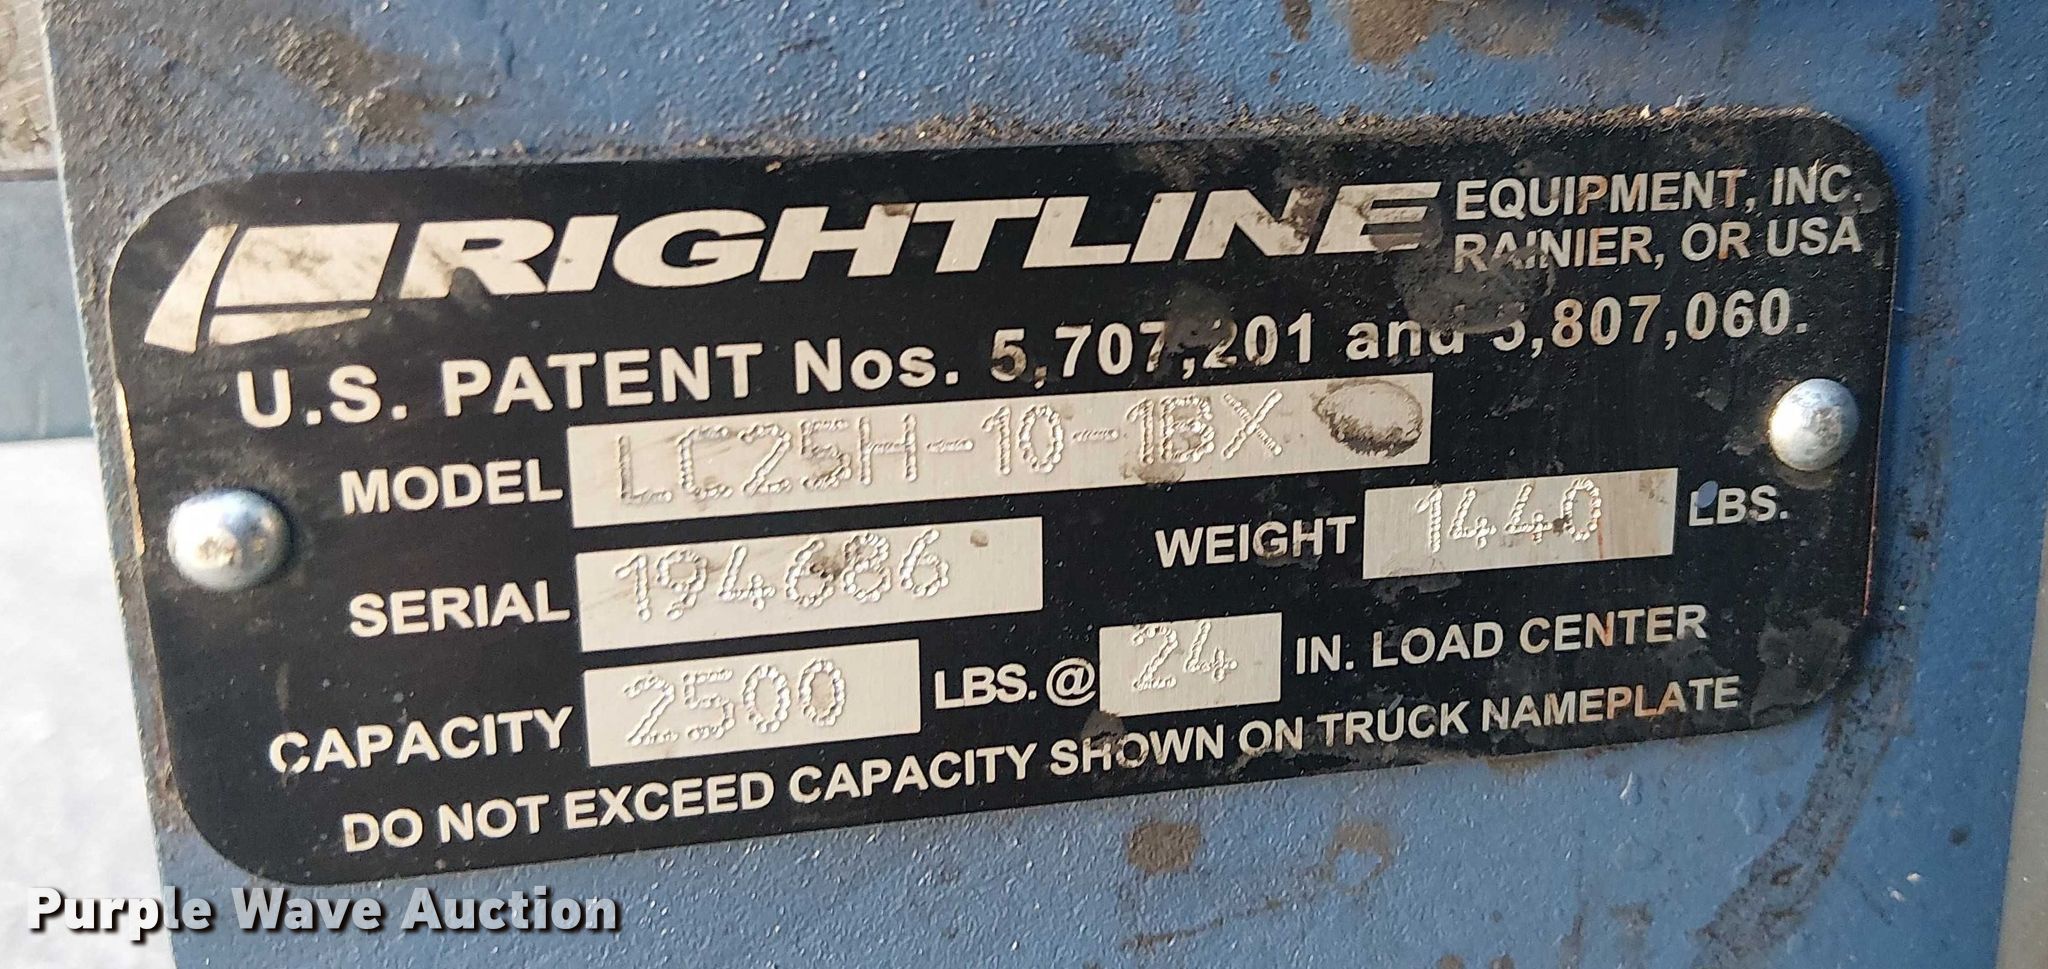 RIGHTLINE EQUIPMENT, INC.
RAINIER, OR USA
U.S. PATENT Nos. 5,707,201 and 5,807,060.
MODEL LC25H-10-1BX
SERIAL 194686 WEIGHT 1440 LBS.
CAPACITY 2500 LBS. @ 24 IN. LOAD CENTER
DO NOT EXCEED CAPACITY SHOWN ON TRUCK NAMEPLATE
Purple Wave Auction